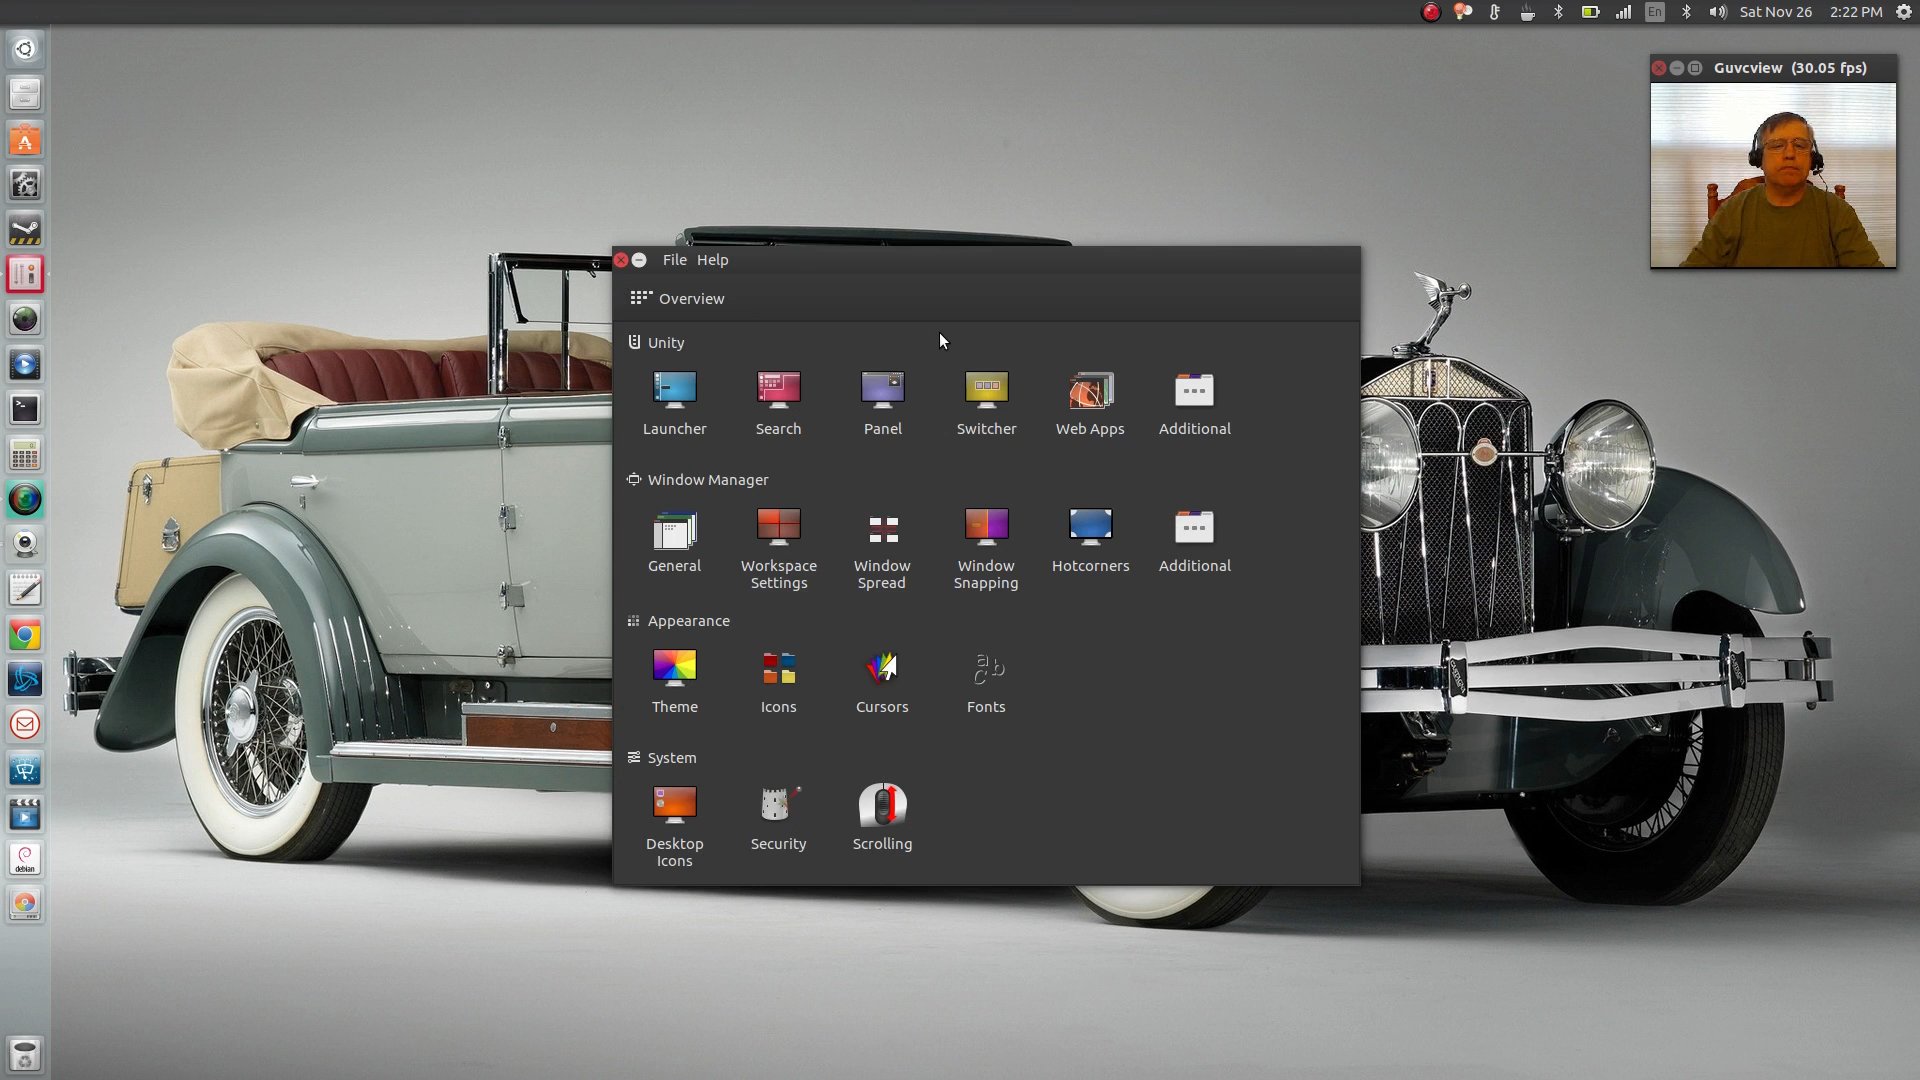 En
Sat Nov 26
2:22 PM
Guvcview (30.05 fps)
File Help
Overview
Unity
Launcher
Search
Panel
Switcher
Web Apps
Additional
Window Manager
General
Workspace
Settings
Window
Spread
Window
Snapping
Hotcorners
Additional
Appearance
Theme
Icons
Cursors
Fonts
System
Desktop
Icons
Security
Scrolling
debian